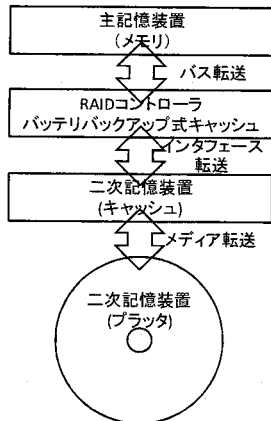 主記憶装置
(メモリ)
バス転送
RAIDコントローラ
バッテリバックアップ式キャッシュ
インタフェース
転送
二次記憶装置
(キャッシュ)
メディア転送
二次記憶装置
(プラッタ)